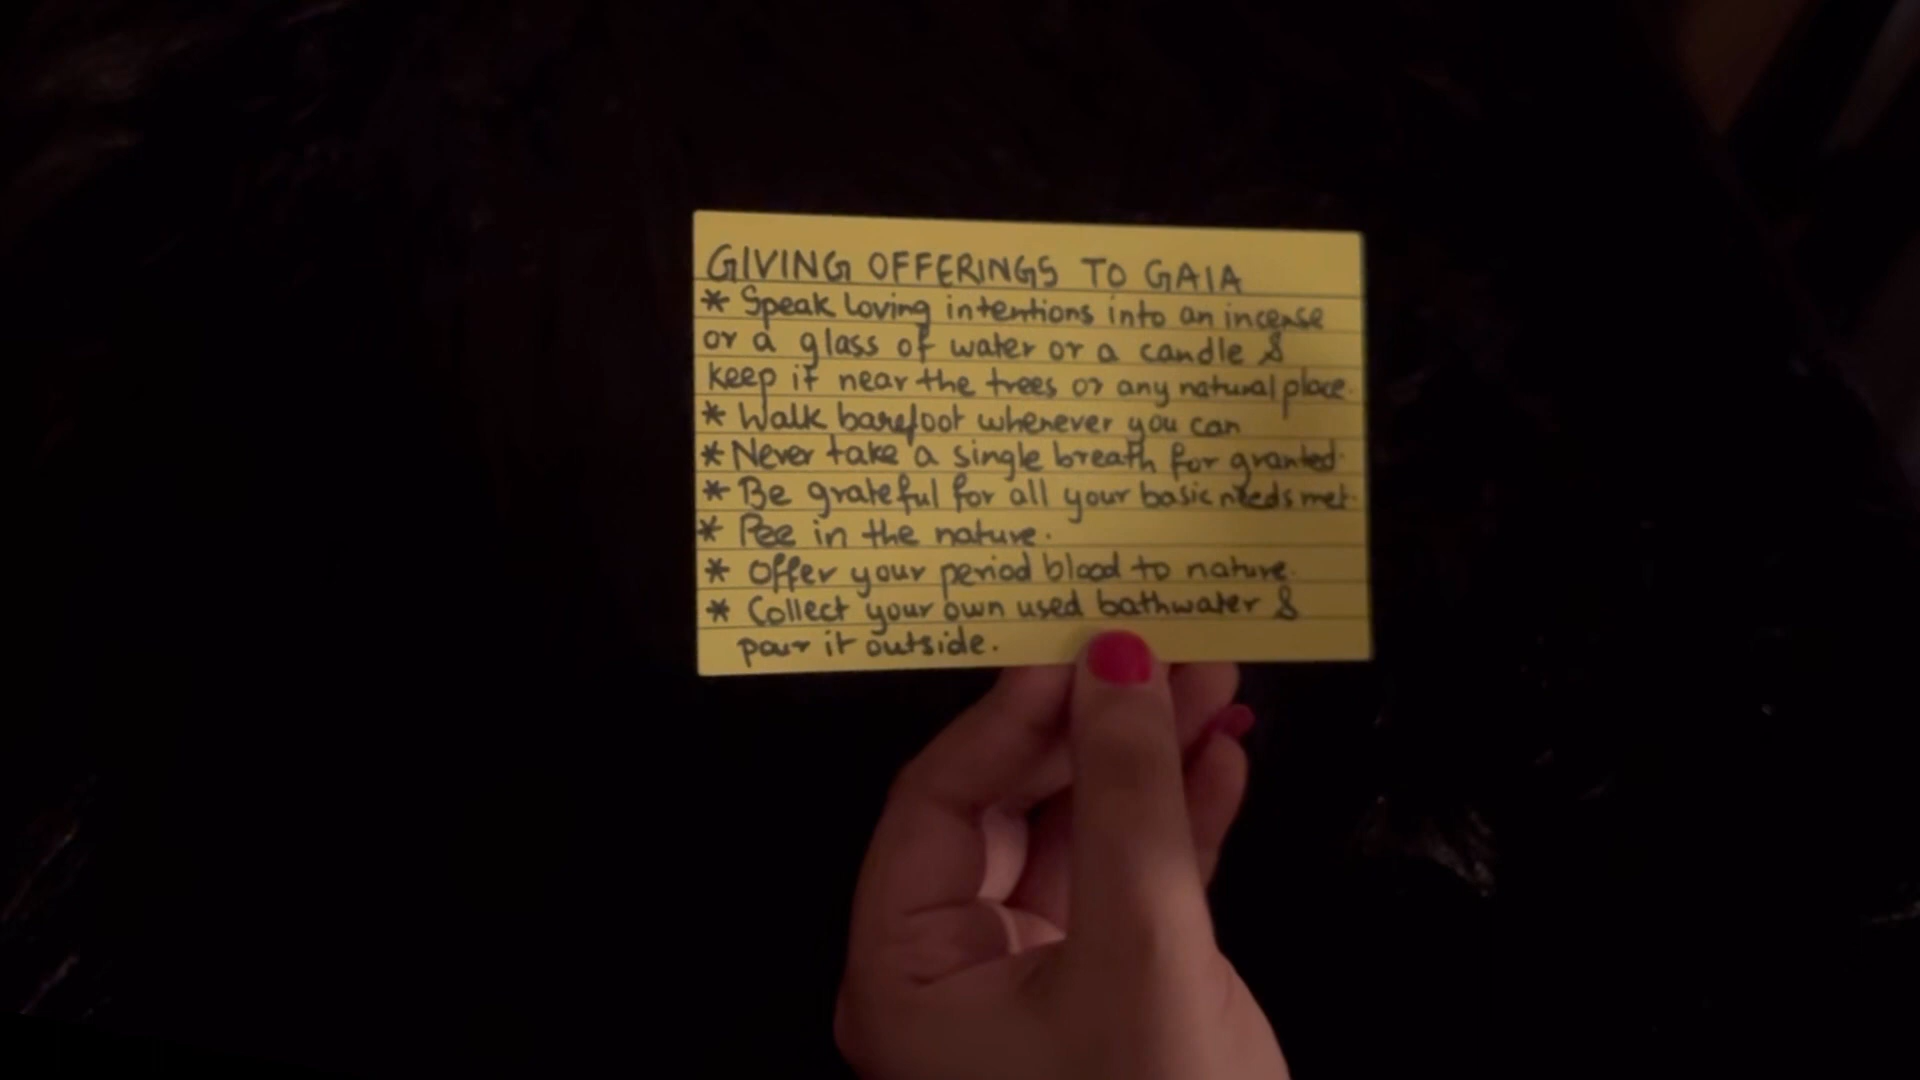 GIVING OFFERINGS TO GAIA
* Speak loving intentions into an incense
or a glass of water or a candle &
keep it near the trees or any natural place.
* Walk barefoot whenever you can
* Never take a single breath for granted.
* Be grateful for all your basic needs met.
* Pee in the nature.
* Offer your period blood to nature.
* Collect your own used bathwater &
pour it outside.